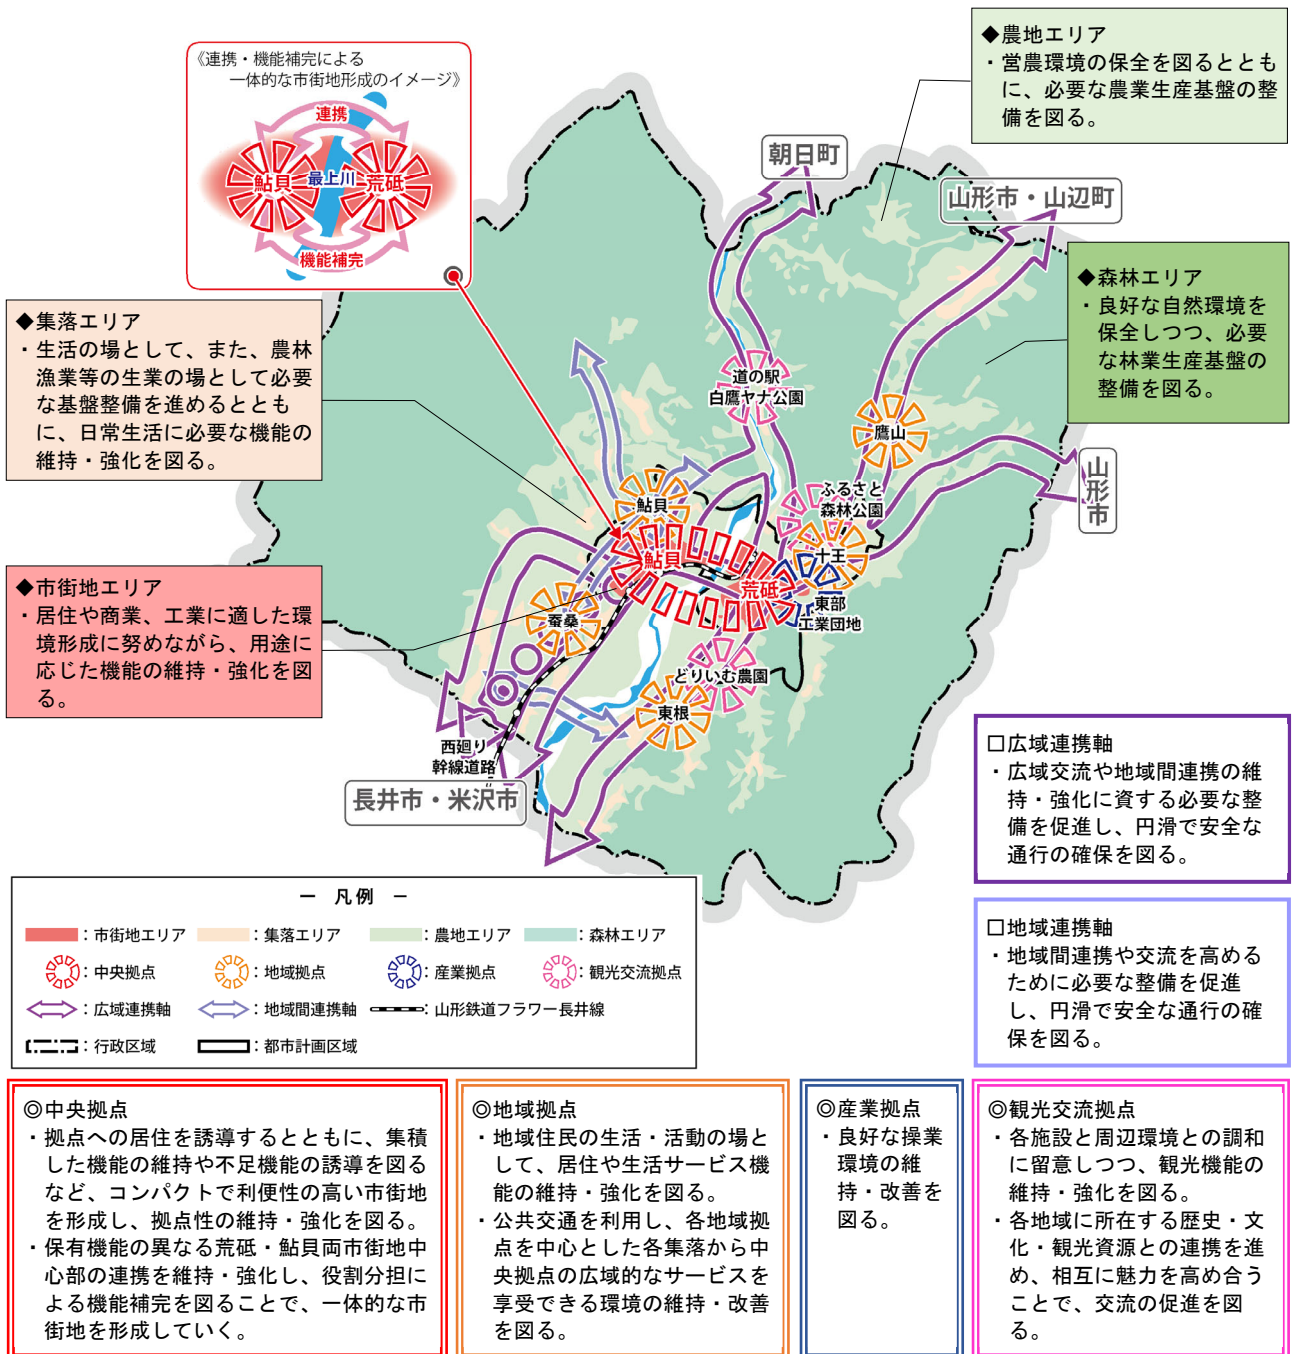 《連携・機能補完による
一体的な市街地形成のイメージ》
連携
鮎貝
最上川
荒砥
機能補完
◆農地エリア
・営農環境の保全を図るととも
に、必要な農業生産基盤の整
備を図る。
朝日町
山形市・山辺町
◆森林エリア
・良好な自然環境を
保全しつつ、必要
な林業生産基盤の
整備を図る。
◆集落エリア
・生活の場として、また、農林
漁業等の生業の場として必要
な基盤整備を進めるととも
に、日常生活に必要な機能の
維持・強化を図る。
道の駅
白鷹ヤナ公園
鷹山
山形市
ふるさと
森林公園
鮎貝
十王
鮎貝
荒砥
東部
工業団地
◆市街地エリア
・居住や商業、工業に適した環
境形成に努めながら、用途に
応じた機能の維持・強化を図
る。
蚕桑
どりいむ農園
東根
西廻り
幹線道路
長井市・米沢市
□広域連携軸
・広域交流や地域間連携の維
持・強化に資する必要な整
備を促進し、円滑で安全な
通行の確保を図る。
□地域連携軸
・地域間連携や交流を高める
ために必要な整備を促進
し、円滑で安全な通行の確
保を図る。
－ 凡例 －
：市街地エリア ：集落エリア ：農地エリア ：森林エリア
：中央拠点 ：地域拠点 ：産業拠点 ：観光交流拠点
：広域連携軸 ：地域間連携軸 ：山形鉄道フラワー長井線
：行政区域 ：都市計画区域
◎中央拠点
・拠点への居住を誘導するとともに、集積
した機能の維持や不足機能の誘導を図る
など、コンパクトで利便性の高い市街地
を形成し、拠点性の維持・強化を図る。
・保有機能の異なる荒砥・鮎貝両市街地中
心部の連携を維持・強化し、役割分担に
よる機能補完を図ることで、一体的な市
街地を形成していく。
◎地域拠点
・地域住民の生活・活動の場と
して、居住や生活サービス機
能の維持・強化を図る。
・公共交通を利用し、各地域拠
点を中心とした各集落から中
央拠点の広域的なサービスを
享受できる環境の維持・改善
を図る。
◎産業拠点
・良好な操業
環境の維
持・改善を
図る。
◎観光交流拠点
・各施設と周辺環境との調和
に留意しつつ、観光機能の
維持・強化を図る。
・各地域に所在する歴史・文
化・観光資源との連携を進
め、相互に魅力を高め合う
ことで、交流の促進を図
る。